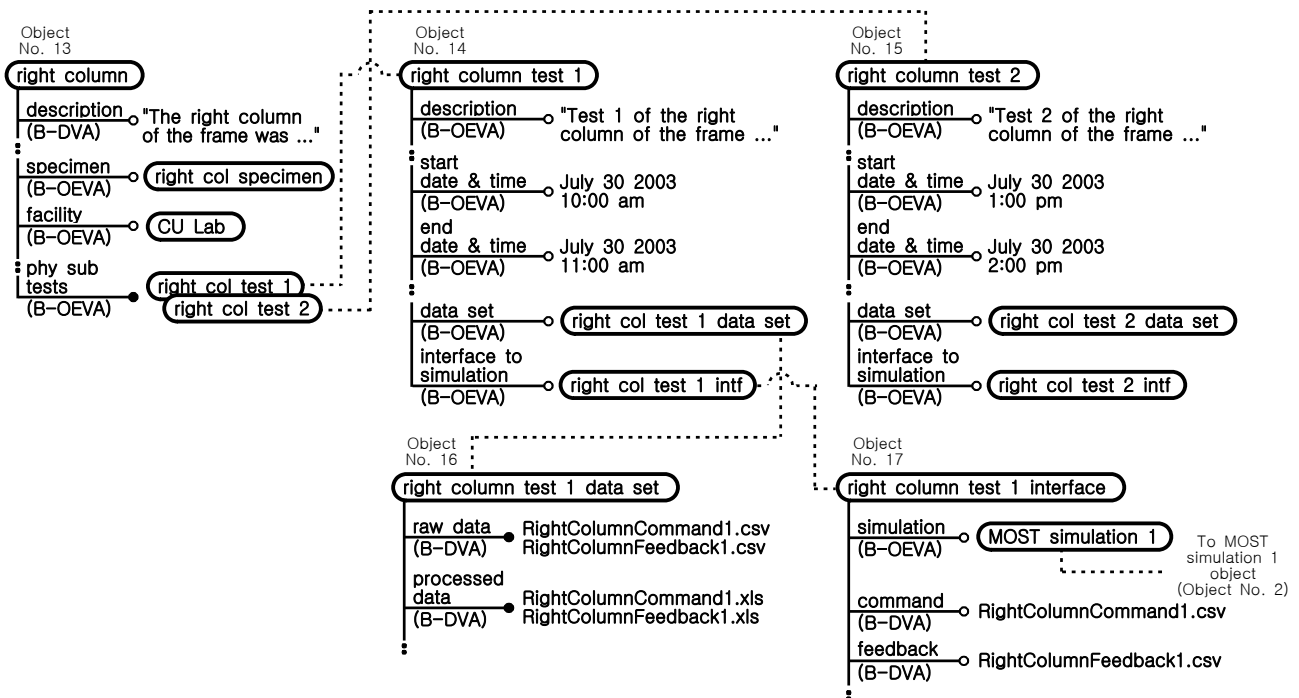 Object
No. 13
right column
description
(B-DVA)
"The right column
of the frame was ..."
specimen
(B-OEVA)
right col specimen
facility
(B-OEVA)
CU Lab
phy sub
tests
(B-OEVA)
right col test 1
right col test 2
Object
No. 14
right column test 1
description
(B-OEVA)
"Test 1 of the right
column of the frame ..."
start
date & time
(B-OEVA)
July 30 2003
10:00 am
end
date & time
(B-OEVA)
July 30 2003
11:00 am
data set
(B-OEVA)
right col test 1 data set
interface to
simulation
(B-OEVA)
right col test 1 intf
Object
No. 15
right column test 2
description
(B-OEVA)
"Test 2 of the right
column of the frame ..."
start
date & time
(B-OEVA)
July 30 2003
1:00 pm
end
date & time
(B-OEVA)
July 30 2003
2:00 pm
data set
(B-OEVA)
right col test 2 data set
interface to
simulation
(B-OEVA)
right col test 2 intf
Object
No. 16
right column test 1 data set
raw data
(B-DVA)
RightColumnCommand1.csv
RightColumnFeedback1.csv
processed
data
(B-DVA)
RightColumnCommand1.xls
RightColumnFeedback1.xls
Object
No. 17
right column test 1 interface
simulation
(B-OEVA)
MOST simulation 1
To MOST
simulation 1
object
(Object No. 2)
command
(B-DVA)
RightColumnCommand1.csv
feedback
(B-DVA)
RightColumnFeedback1.csv